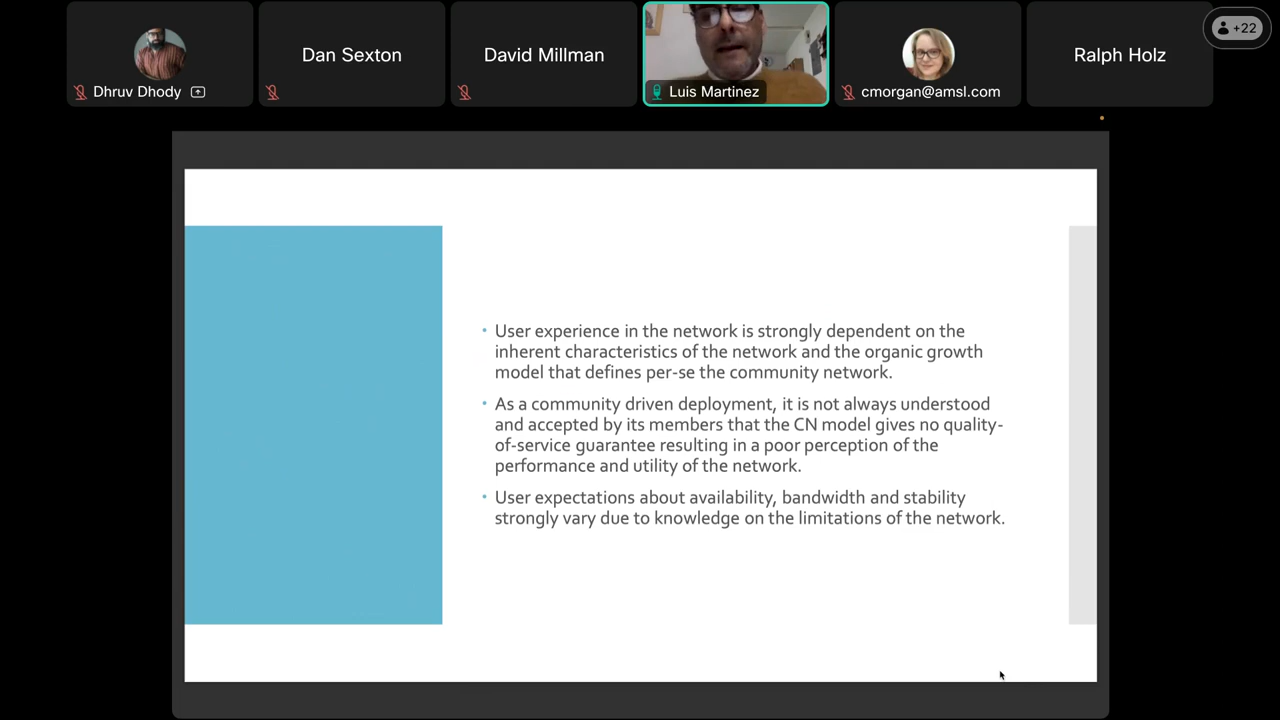 Dhruv Dhody
Dan Sexton
David Millman
Luis Martinez
cmorgan@amsl.com
Ralph Holz
+22
• User experience in the network is strongly dependent on the
inherent characteristics of the network and the organic growth
model that defines per-se the community network.
• As a community driven deployment, it is not always understood
and accepted by its members that the CN model gives no quality-
of-service guarantee resulting in a poor perception of the
performance and utility of the network.
• User expectations about availability, bandwidth and stability
strongly vary due to knowledge on the limitations of the network.